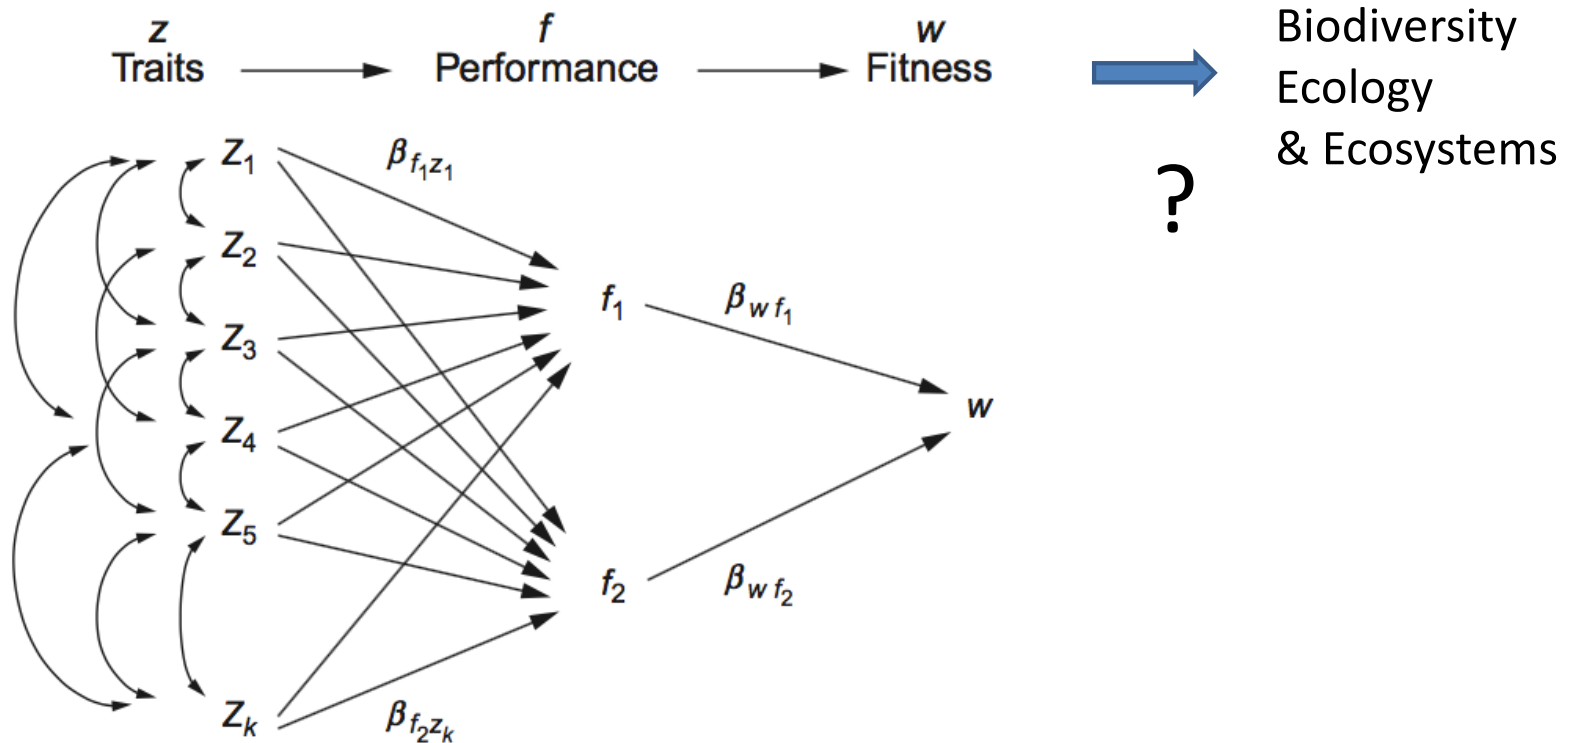 z f w
Traits Performance Fitness
Biodiversity
Ecology
& Ecosystems
?
z₁
z₂
z₃
z₄
z₅
zₖ
β f₁z₁
β f₂zₖ
f₁
f₂
β w f₁
β w f₂
w